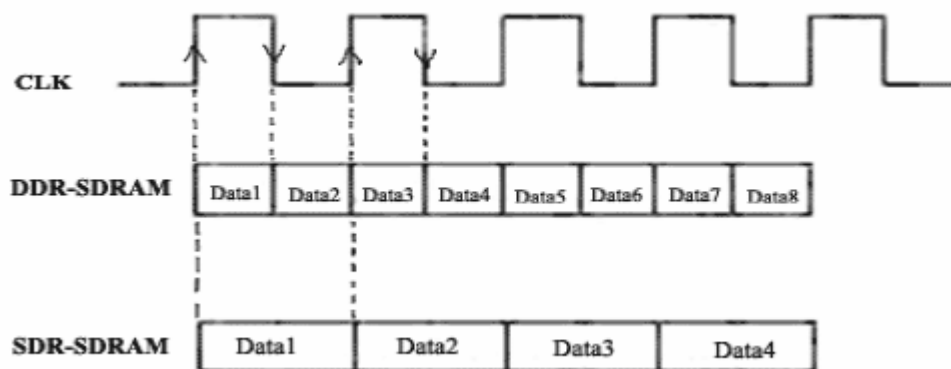 CLK
DDR-SDRAM Data1 Data2 Data3 Data4 Data5 Data6 Data7 Data8
SDR-SDRAM Data1 Data2 Data3 Data4